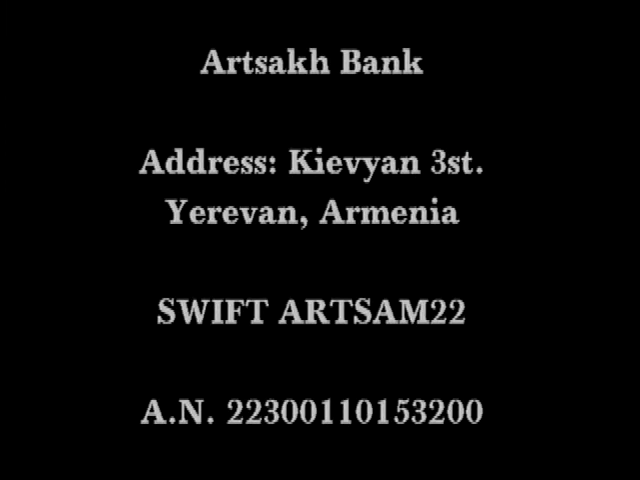 Artsakh Bank
Address: Kievyan 3st.
Yerevan, Armenia
SWIFT ARTSAM22
A.N. 22300110153200